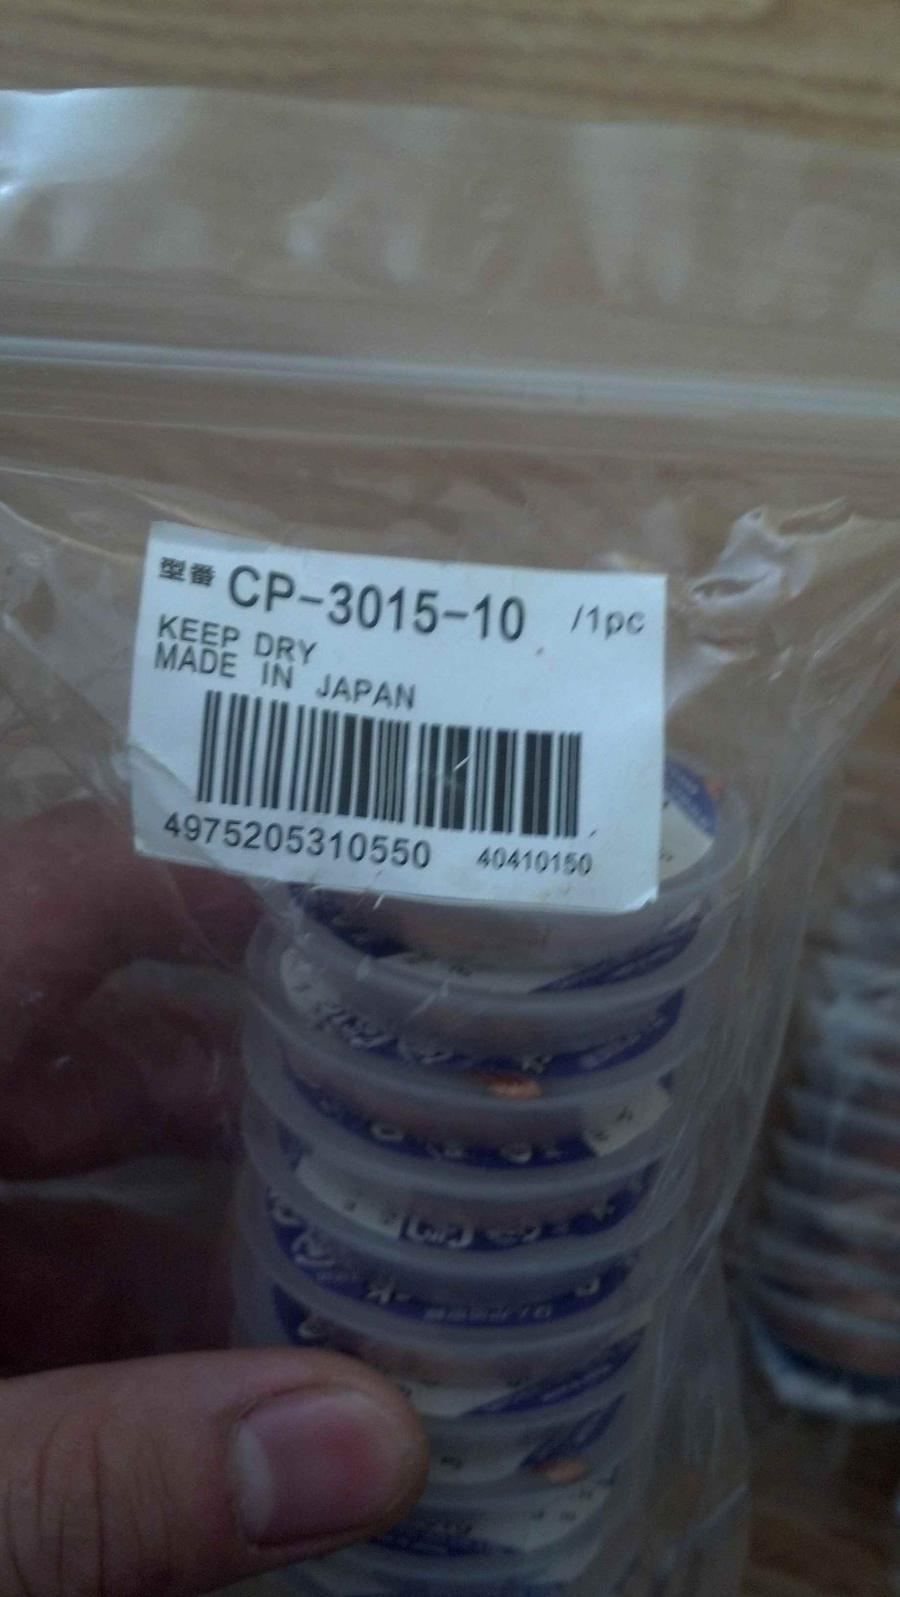 型番 CP-3015-10 /1pc
KEEP DRY
MADE IN JAPAN
4975205310550 40410150